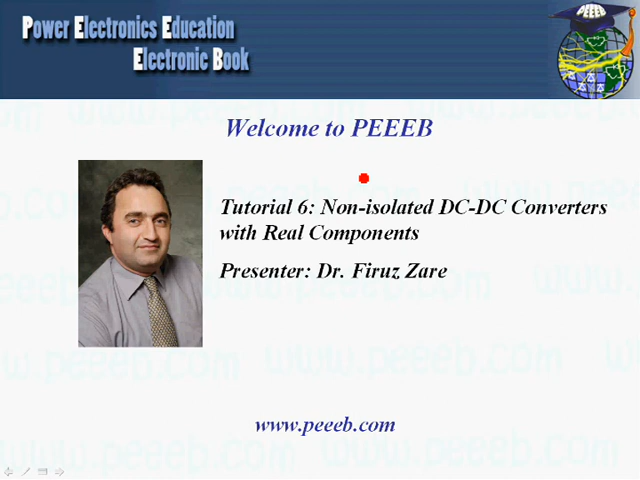 PEEEB
Power Electronics Education
Electronic Book
Welcome to PEEEB
Tutorial 6: Non-isolated DC-DC Converters
with Real Components
Presenter: Dr. Firuz Zare
www.peeeb.com